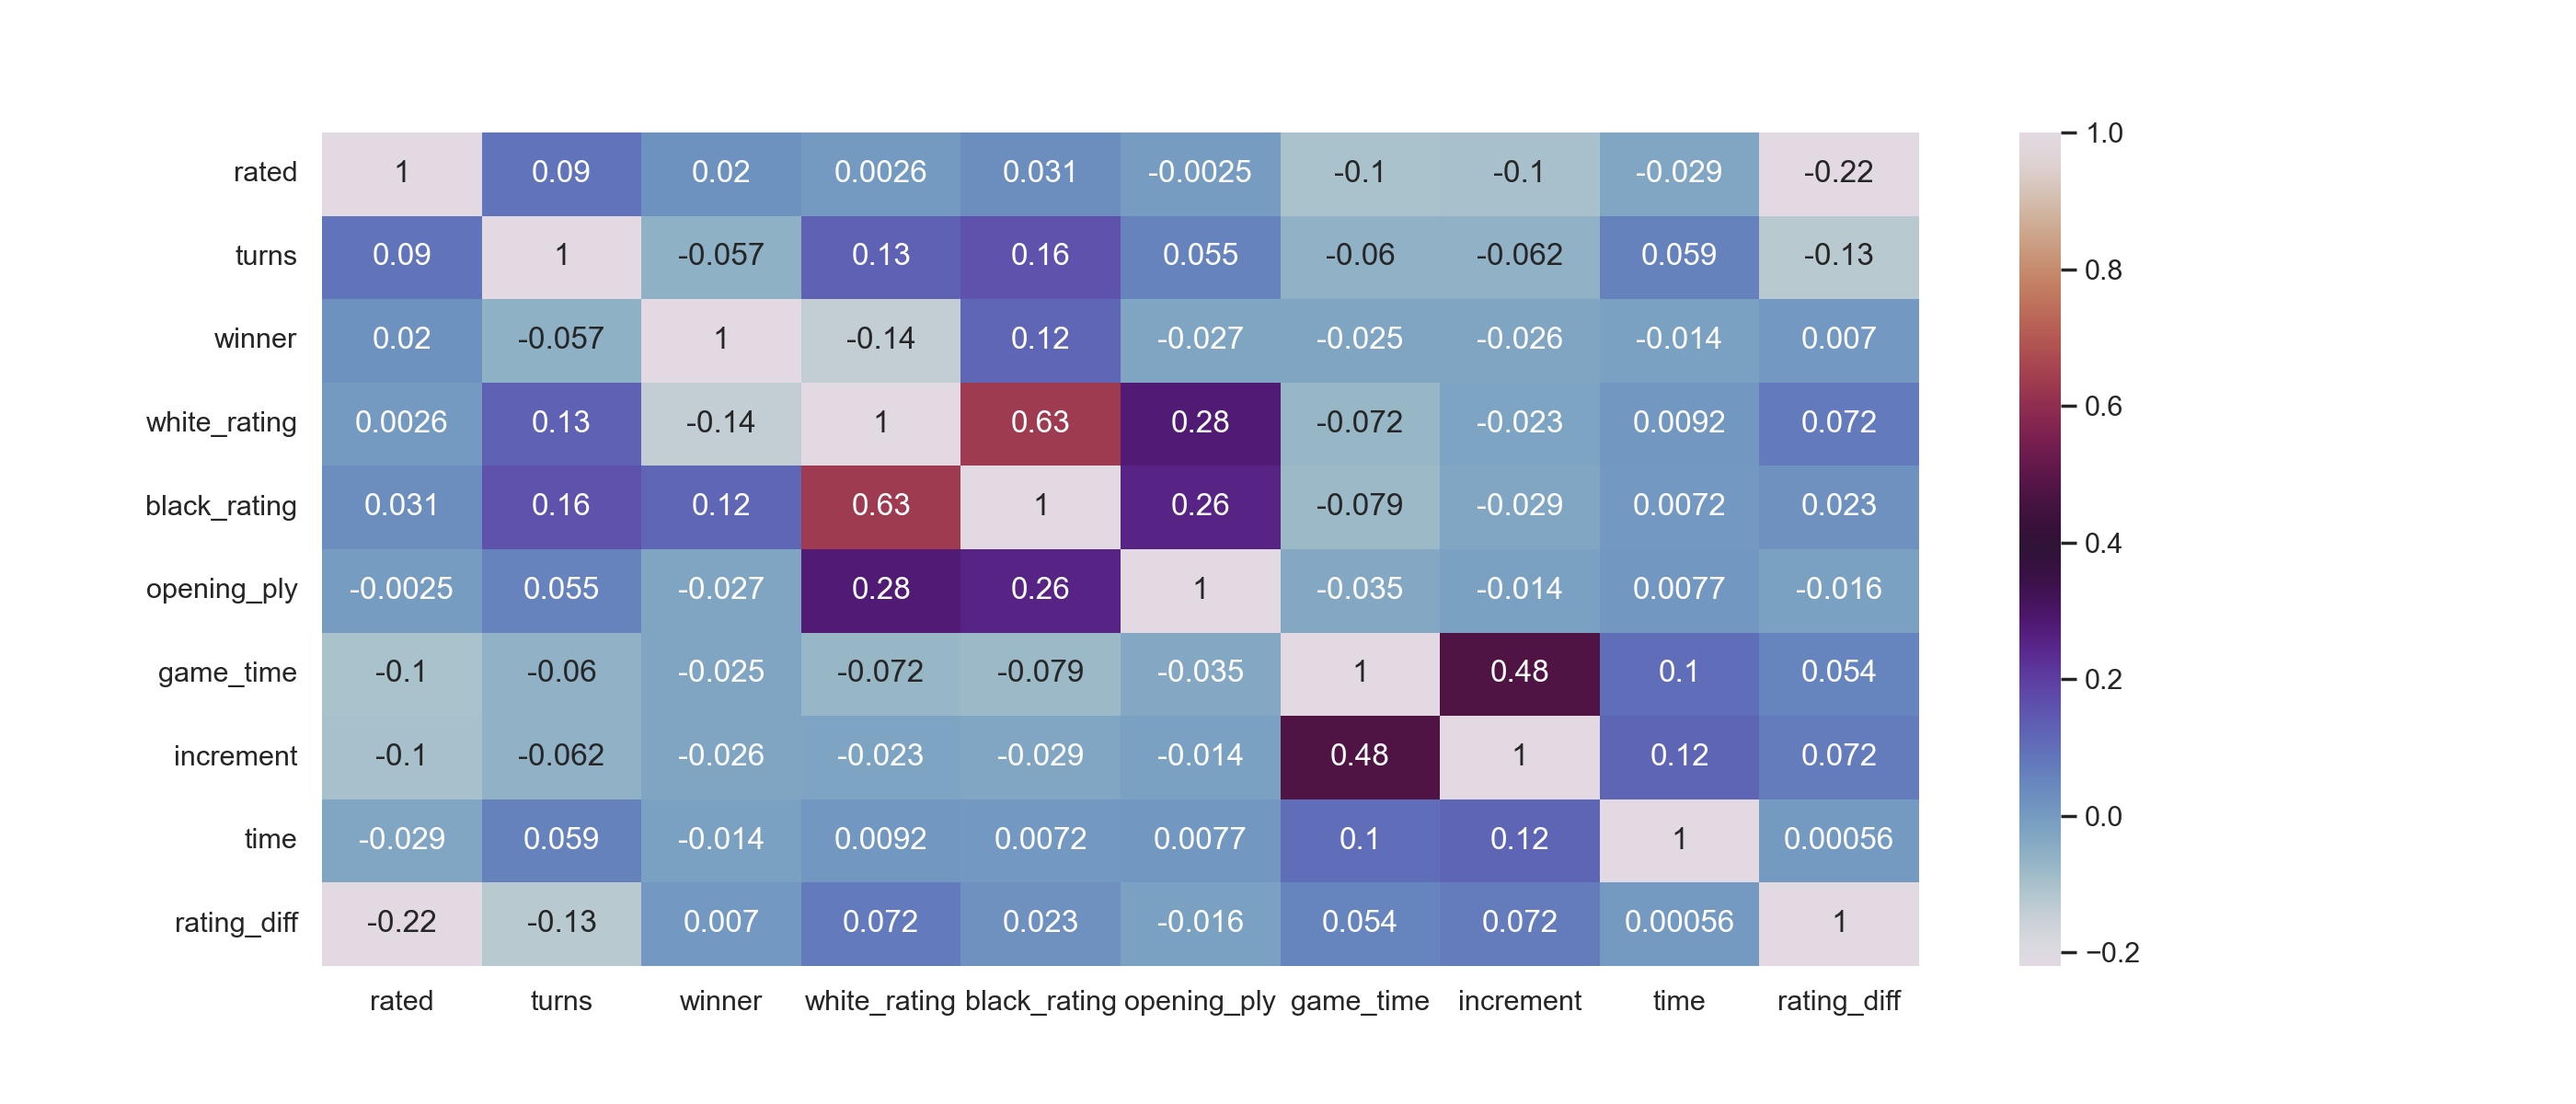 rated 1 0.09 0.02 0.0026 0.031 -0.0025 -0.1 -0.1 -0.029 -0.22
turns 0.09 1 -0.057 0.13 0.16 0.055 -0.06 -0.062 0.059 -0.13
winner 0.02 -0.057 1 -0.14 0.12 -0.027 -0.025 -0.026 -0.014 0.007
white_rating 0.0026 0.13 -0.14 1 0.63 0.28 -0.072 -0.023 0.0092 0.072
black_rating 0.031 0.16 0.12 0.63 1 0.26 -0.079 -0.029 0.0072 0.023
opening_ply -0.0025 0.055 -0.027 0.28 0.26 1 -0.035 -0.014 0.0077 -0.016
game_time -0.1 -0.06 -0.025 -0.072 -0.079 -0.035 1 0.48 0.1 0.054
increment -0.1 -0.062 -0.026 -0.023 -0.029 -0.014 0.48 1 0.12 0.072
time -0.029 0.059 -0.014 0.0092 0.0072 0.0077 0.1 0.12 1 0.00056
rating_diff -0.22 -0.13 0.007 0.072 0.023 -0.016 0.054 0.072 0.00056 1
rated turns winner white_rating black_rating opening_ply game_time increment time rating_diff
1.0
0.8
0.6
0.4
0.2
0.0
−0.2